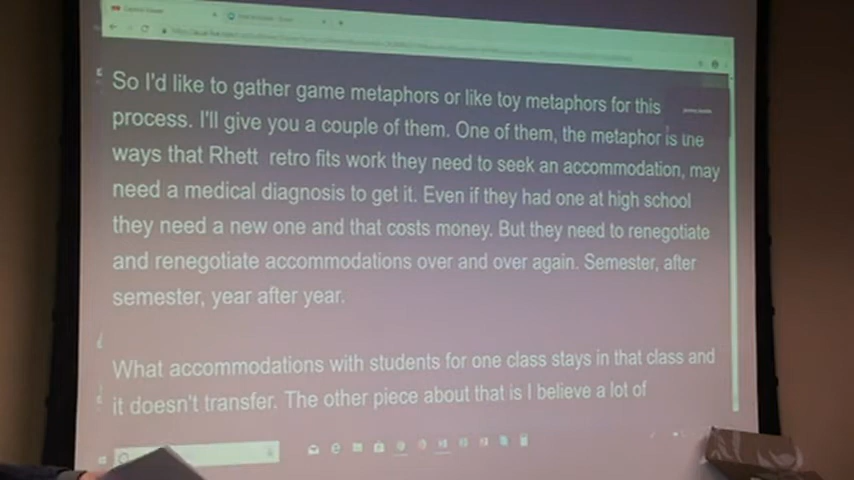 So I'd like to gather game metaphors or like toy metaphors for this
process. I'll give you a couple of them. One of them, the metaphor is the
ways that Rhett retro fits work they need to seek an accommodation, may
need a medical diagnosis to get it. Even if they had one at high school
they need a new one and that costs money. But they need to renegotiate
and renegotiate accommodations over and over again. Semester, after
semester, year after year.
What accommodations with students for one class stays in that class and
it doesn't transfer. The other piece about that is I believe a lot of